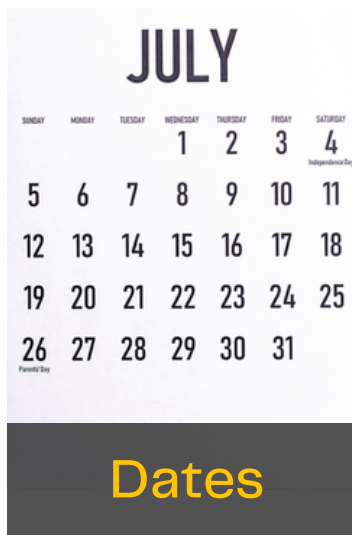 JULY
SUNDAY MONDAY TUESDAY WEDNESDAY THURSDAY FRIDAY SATURDAY
1 2 3 4
Independence Day
5 6 7 8 9 10 11
12 13 14 15 16 17 18
19 20 21 22 23 24 25
26 27 28 29 30 31
Parents' Day
Dates